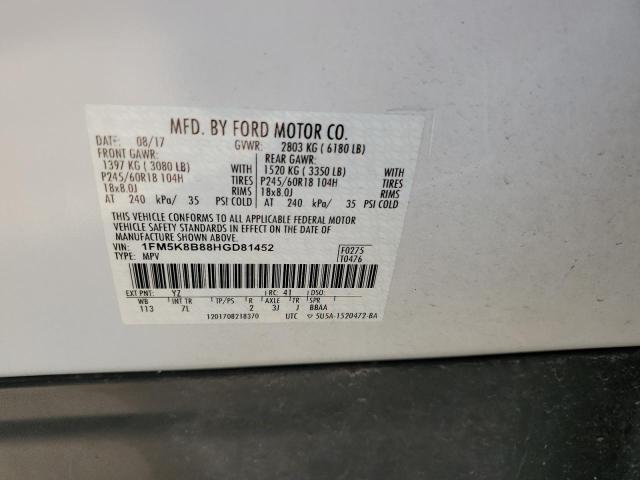 MFD. BY FORD MOTOR CO.
DATE: 08/17 GVWR: 2803 KG ( 6180 LB)
FRONT GAWR: REAR GAWR:
1397 KG ( 3080 LB) WITH 1520 KG ( 3350 LB) WITH
P245/60R18 104H TIRES P245/60R18 104H TIRES
18x8.0J RIMS 18x8.0J RIMS
AT 240 kPa/ 35 PSI COLD AT 240 kPa/ 35 PSI COLD
THIS VEHICLE CONFORMS TO ALL APPLICABLE FEDERAL MOTOR
VEHICLE SAFETY STANDARDS IN EFFECT ON THE DATE OF MANUFACTURE SHOWN ABOVE.
VIN: 1FM5K8B88HGD81452 F0275
TYPE: MPV T0476
EXT PNT: YZ RC: 41 DSO:
WB INT TR TP/PS R AXLE TR SPR
113 7L 2 3J J BBAA
1201708218370 UTC 5U5A-1520472-BA